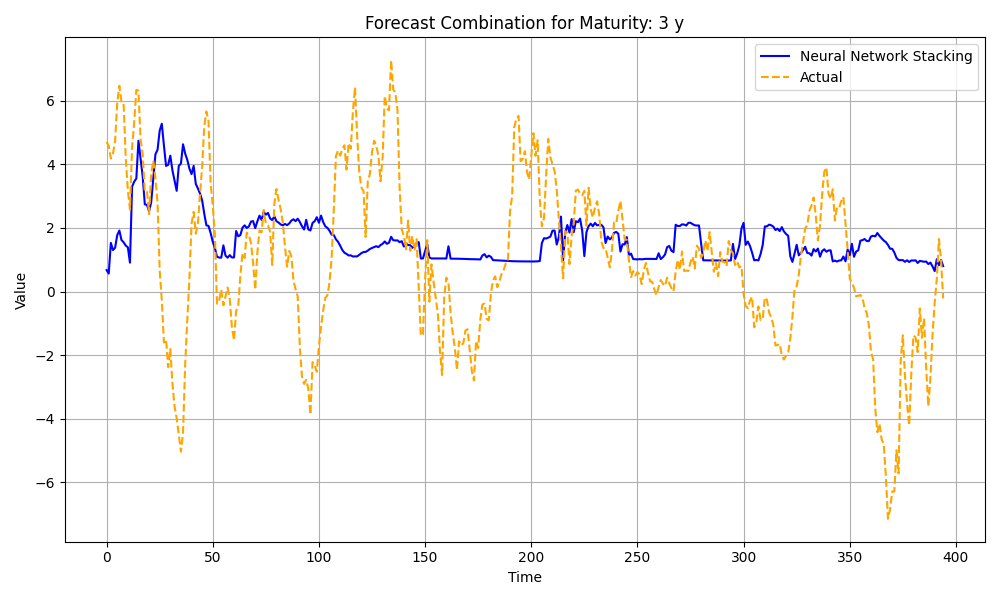 Forecast Combination for Maturity: 3 y
Neural Network Stacking
Actual
Value
6
4
2
0
−2
−4
−6
0 50 100 150 200 250 300 350 400
Time